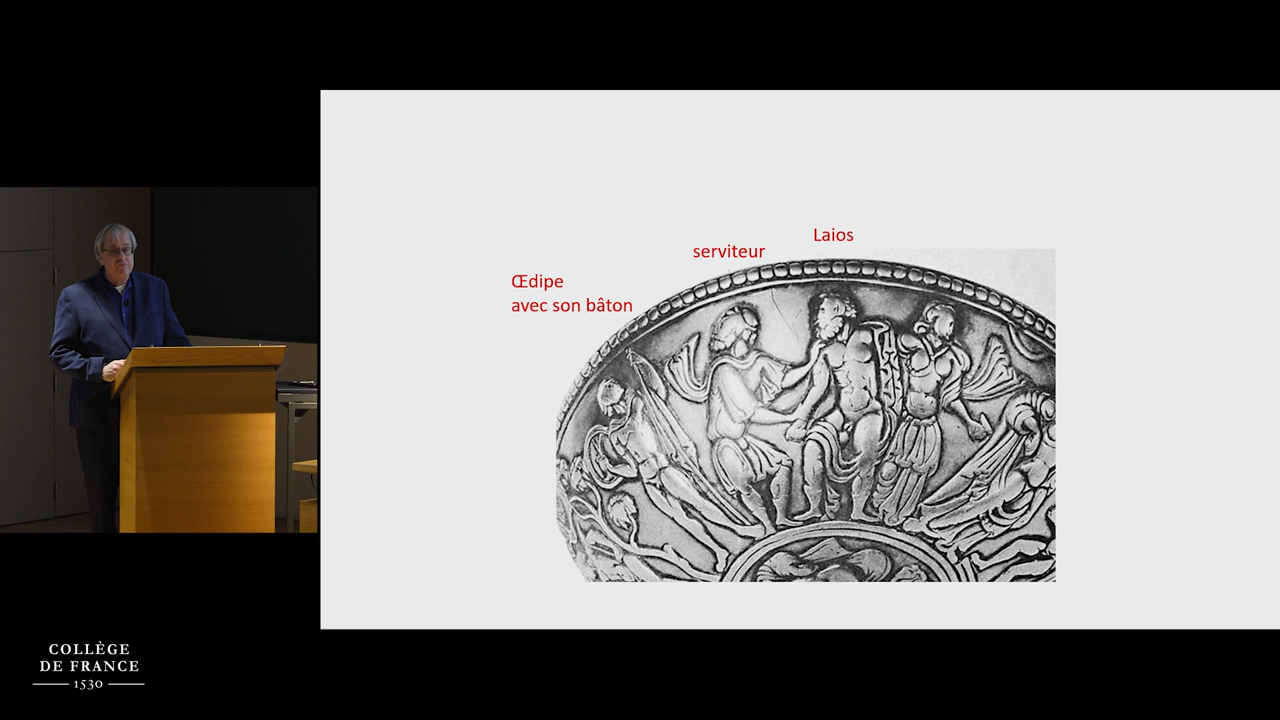 Laios
serviteur
Œdipe
avec son bâton
COLLÈGE
DE FRANCE
1530